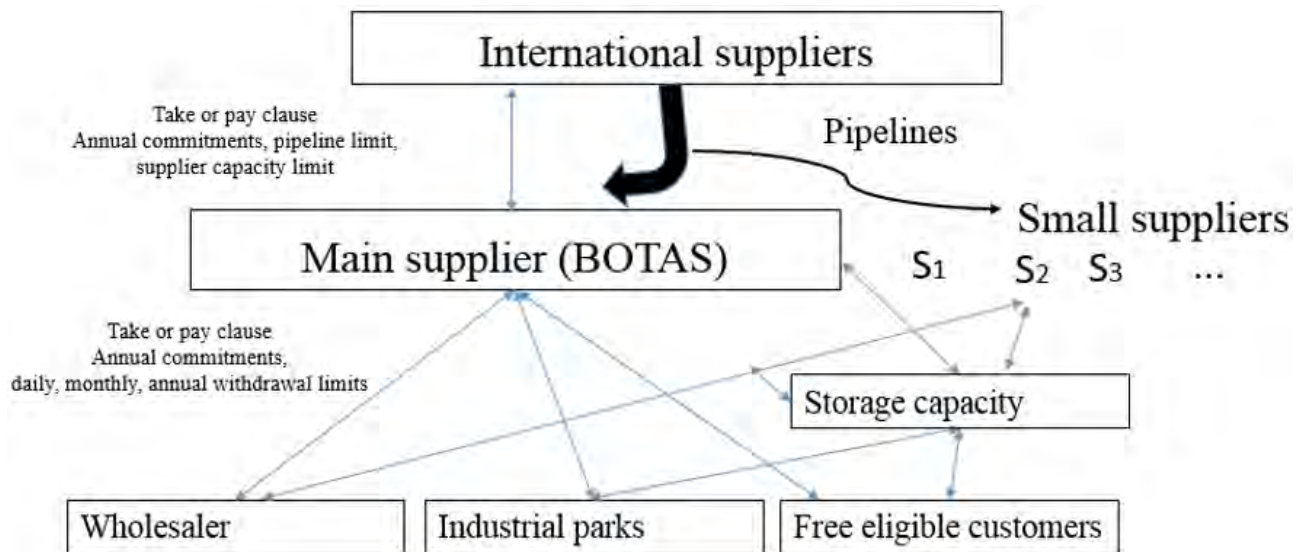 International suppliers
Take or pay clause
Annual commitments, pipeline limit,
supplier capacity limit
Pipelines
Small suppliers
Main supplier (BOTAS)
S1 S2 S3 ...
Take or pay clause
Annual commitments,
daily, monthly, annual withdrawal limits
Storage capacity
Wholesaler
Industrial parks
Free eligible customers